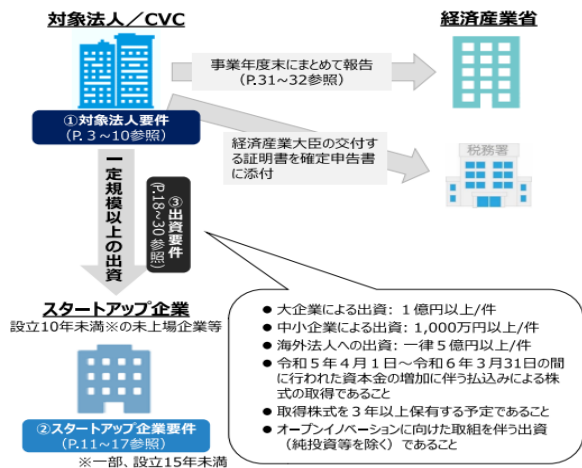 対象法人／CVC
経済産業省
事業年度末にまとめて報告
（P.31～32参照）
①対象法人要件
（P. 3～10参照）
経済産業大臣の交付す
る証明書を確定申告書
に添付
税務署
一定規模以上の出資
③出資要件
（P.18~30参照）
スタートアップ企業
設立10年未満※の未上場企業等
②スタートアップ企業要件
（P.11～17参照）
※一部、設立15年未満
● 大企業による出資: １億円以上/件
● 中小企業による出資: 1,000万円以上/件
● 海外法人への出資: 一律５億円以上/件
● 令和５年４月１日～令和６年３月31日の間
に行われた資本金の増加に伴う払込みによる株
式の取得であること
● 取得株式を３年以上保有する予定であること
● オープンイノベーションに向けた取組を伴う出資
（純投資等を除く）であること